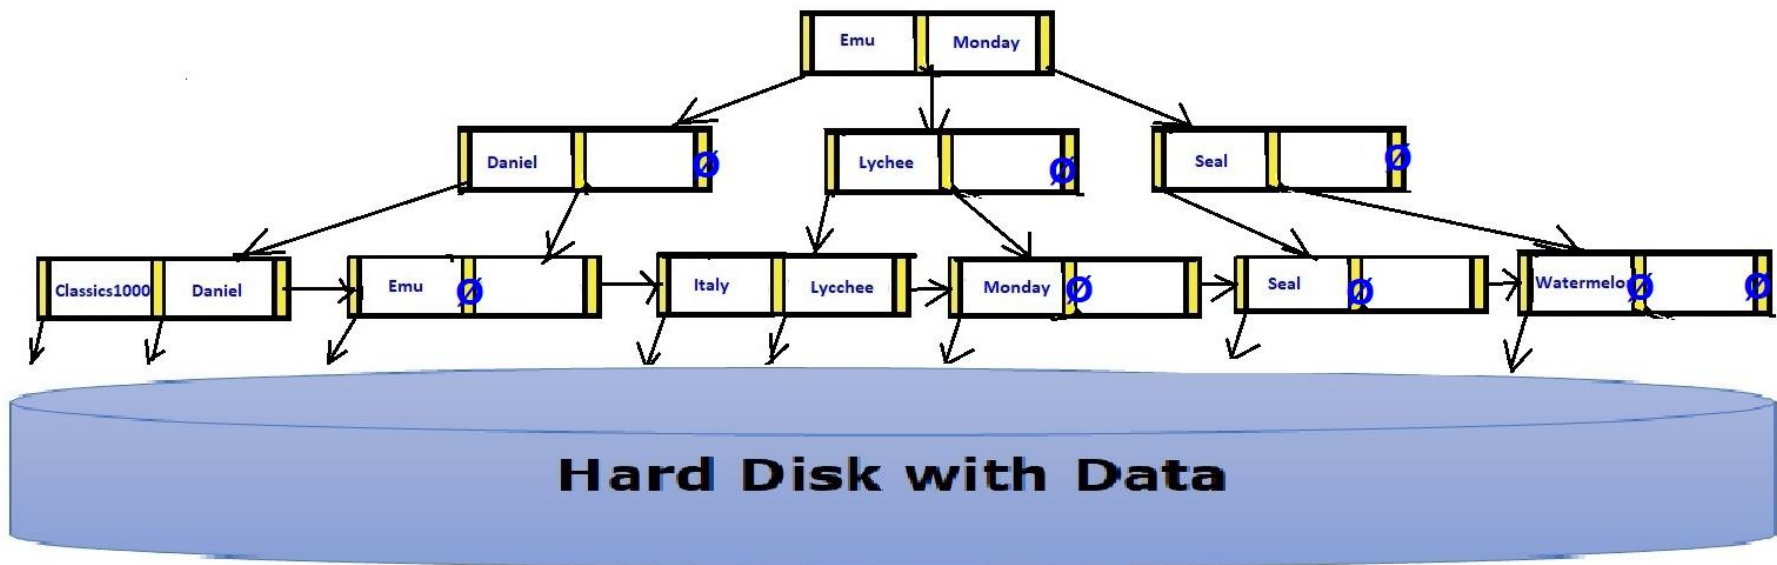 Emu Monday
Daniel Ø Lychee Ø Seal Ø
Classics1000 Daniel Emu Ø Italy Lycchee Monday Ø Seal Ø Watermelo Ø Ø
Hard Disk with Data